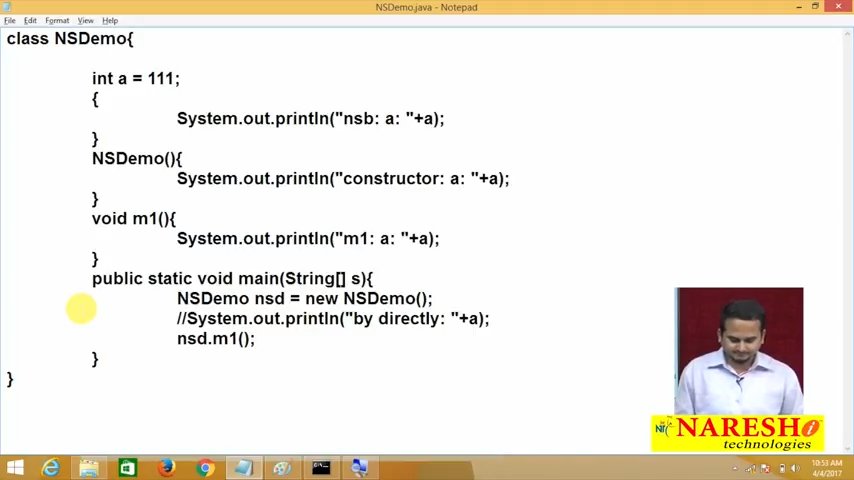 NSDemo.java - Notepad
File Edit Format View Help
class NSDemo{
int a = 111;
{
System.out.println("nsb: a: "+a);
}
NSDemo(){
System.out.println("constructor: a: "+a);
}
void m1(){
System.out.println("m1: a: "+a);
}
public static void main(String[] s){
NSDemo nsd = new NSDemo();
//System.out.println("by directly: "+a);
nsd.m1();
}
}
NARESH i
technologies
10:53 AM
4/4/2017